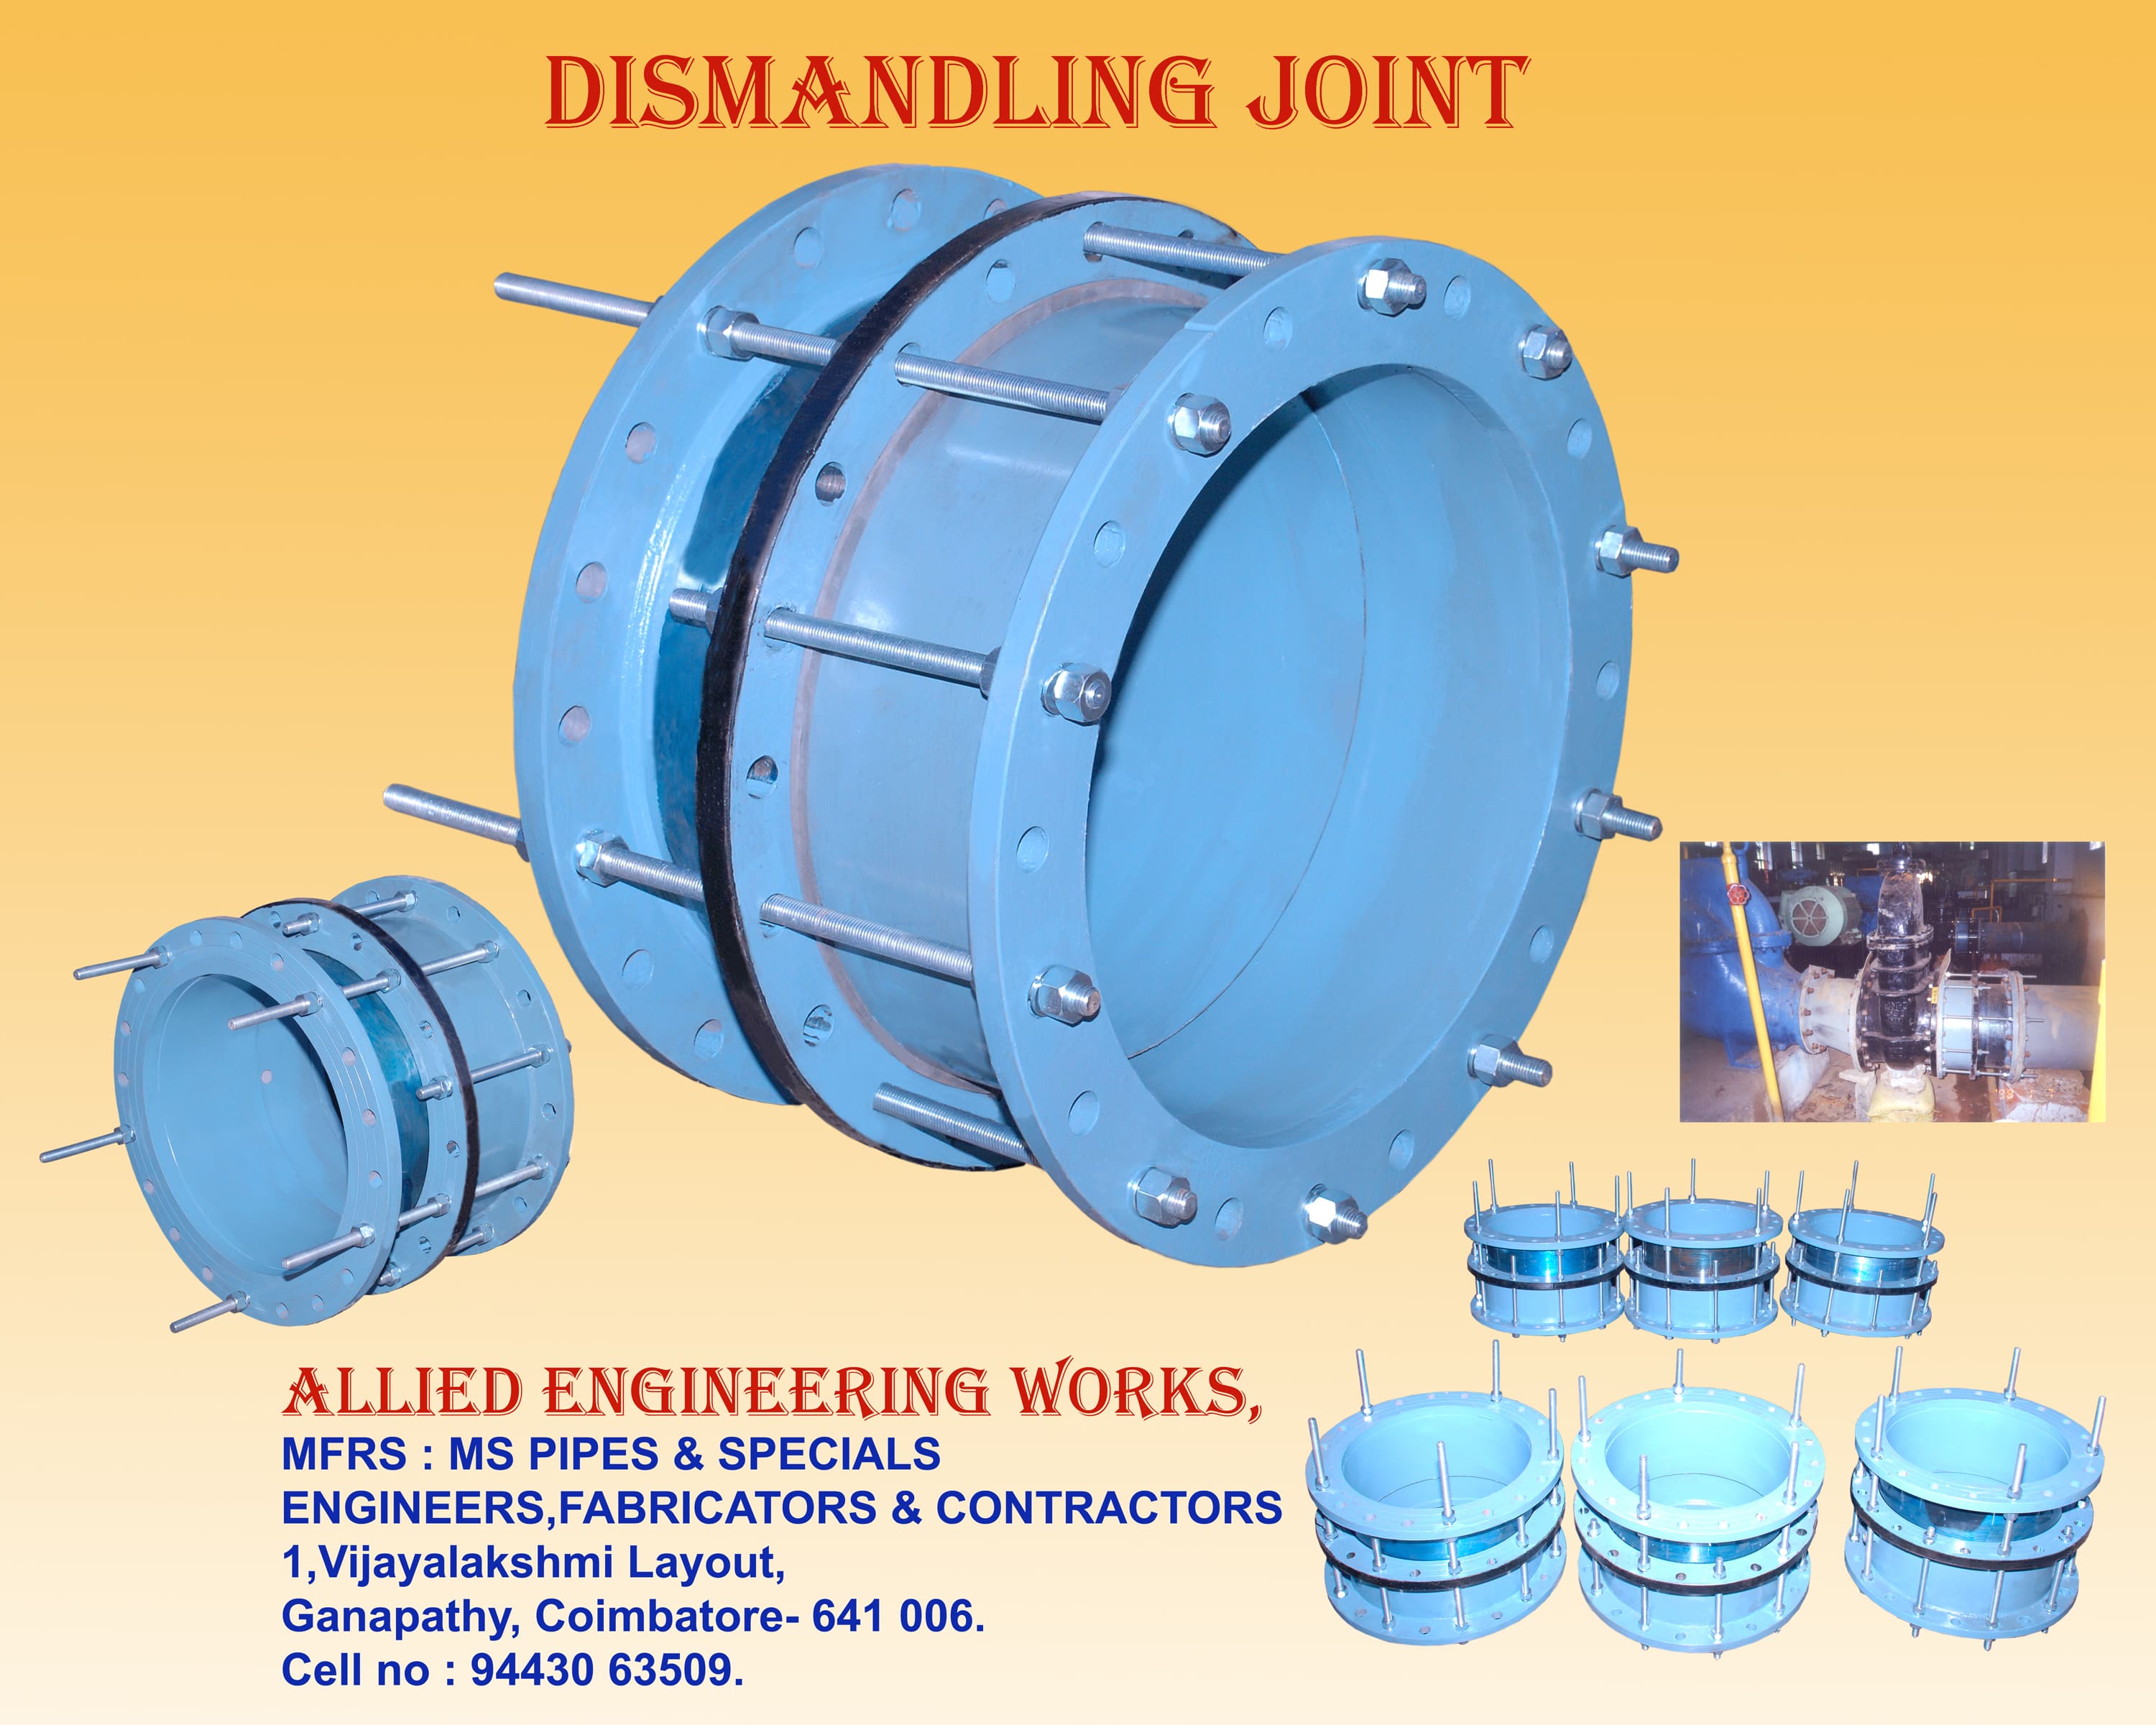 DISMANDLING JOINT
ALLIED ENGINEERING WORKS,
MFRS : MS PIPES & SPECIALS
ENGINEERS,FABRICATORS & CONTRACTORS
1,Vijayalakshmi Layout,
Ganapathy, Coimbatore- 641 006.
Cell no : 94430 63509.